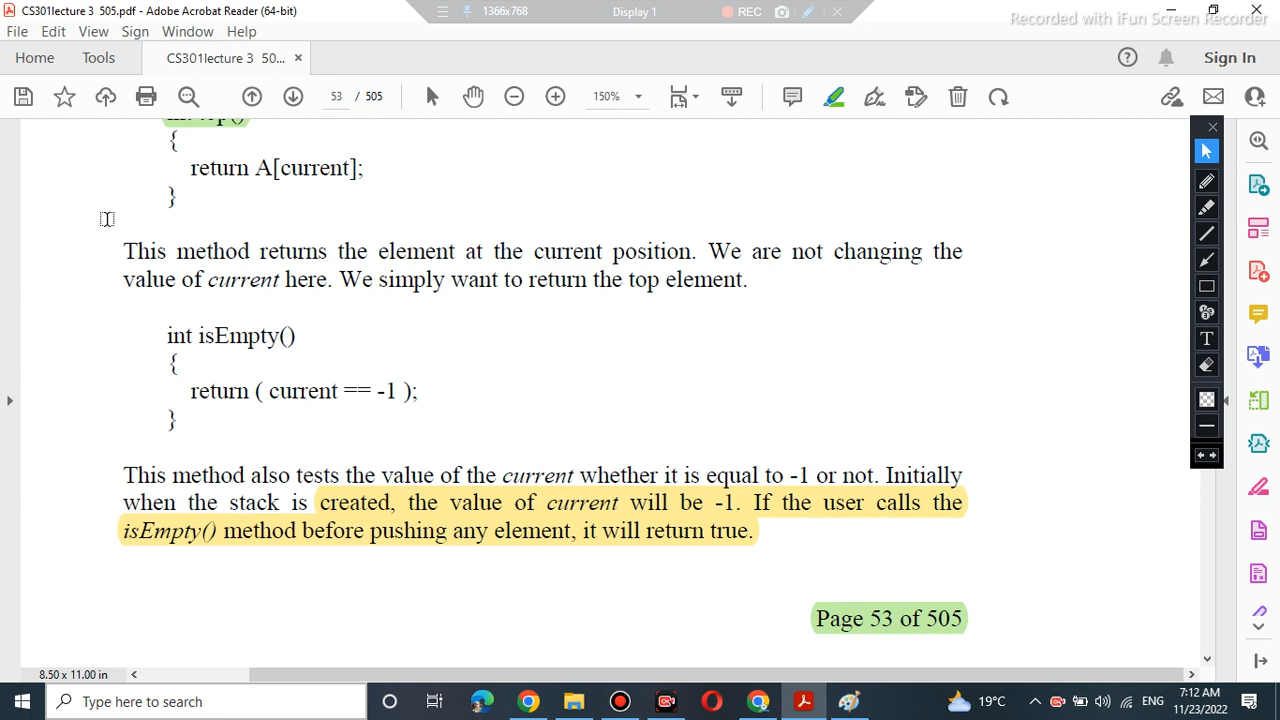 CS301lecture 3 505.pdf - Adobe Acrobat Reader (64-bit)
1366x768
Display 1
REC
Recorded with iFun Screen Recorder
File Edit View Sign Window Help
Home Tools CS301lecture 3 50... × Sign In
53 / 505 150%
int top()
{
return A[current];
}
This method returns the element at the current position. We are not changing the
value of current here. We simply want to return the top element.
int isEmpty()
{
return ( current == -1 );
}
This method also tests the value of the current whether it is equal to -1 or not. Initially
when the stack is created, the value of current will be -1. If the user calls the
isEmpty() method before pushing any element, it will return true.
Page 53 of 505
8.50 x 11.00 in
Type here to search
19°C
ENG
7:12 AM
11/23/2022